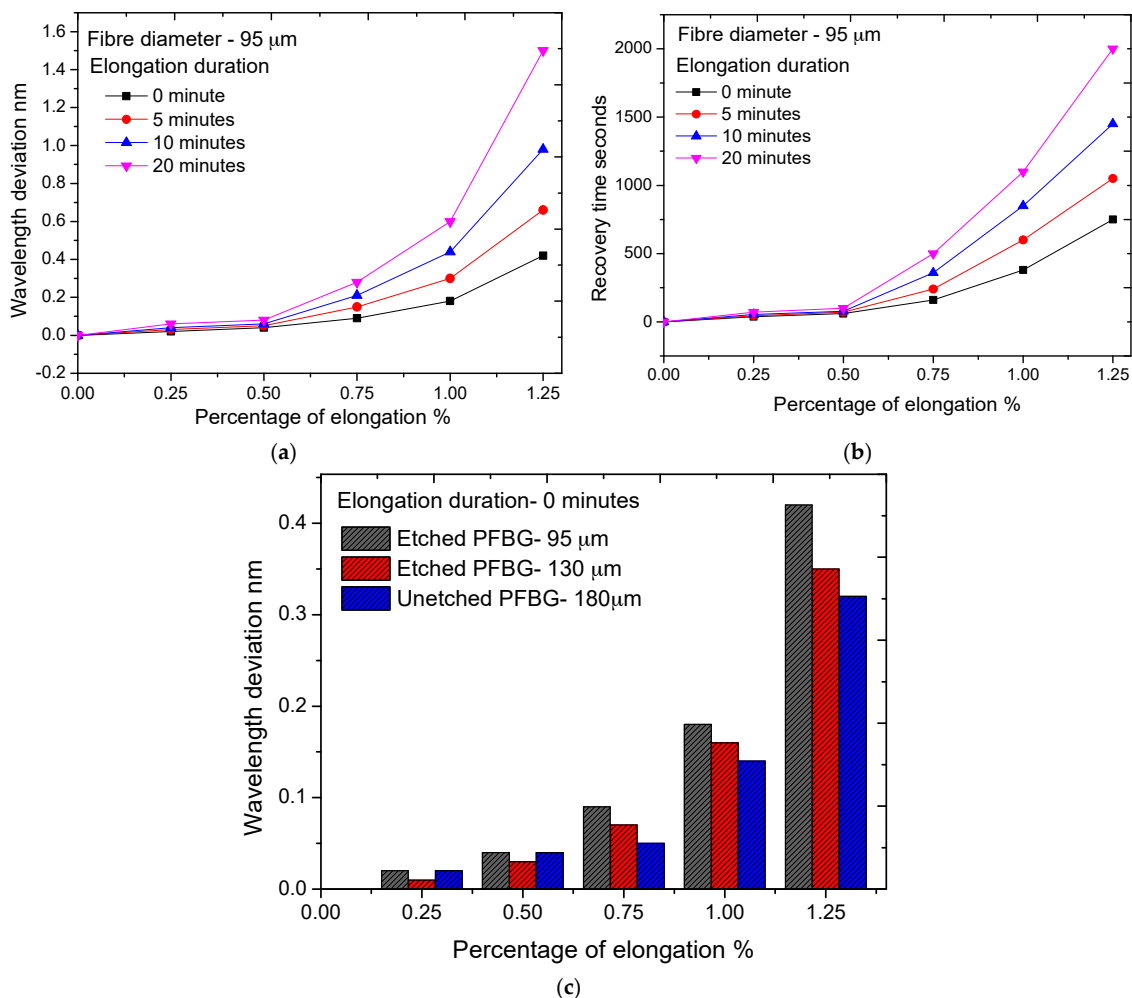 Fibre diameter - 95 μm
Elongation duration
0 minute
5 minutes
10 minutes
20 minutes
1.6
1.4
1.2
1.0
0.8
0.6
0.4
0.2
0.0
-0.2
Wavelength deviation nm
0.00 0.25 0.50 0.75 1.00 1.25
Percentage of elongation %
(a)
Fibre diameter - 95 μm
Elongation duration
0 minute
5 minutes
10 minutes
20 minutes
2000
1500
1000
500
0
Recovery time seconds
0.00 0.25 0.50 0.75 1.00 1.25
Percentage of elongation %
(b)
Elongation duration- 0 minutes
Etched PFBG- 95 μm
Etched PFBG- 130 μm
Unetched PFBG- 180μm
0.4
0.3
0.2
0.1
0.0
Wavelength deviation nm
0.00 0.25 0.50 0.75 1.00 1.25
Percentage of elongation %
(c)